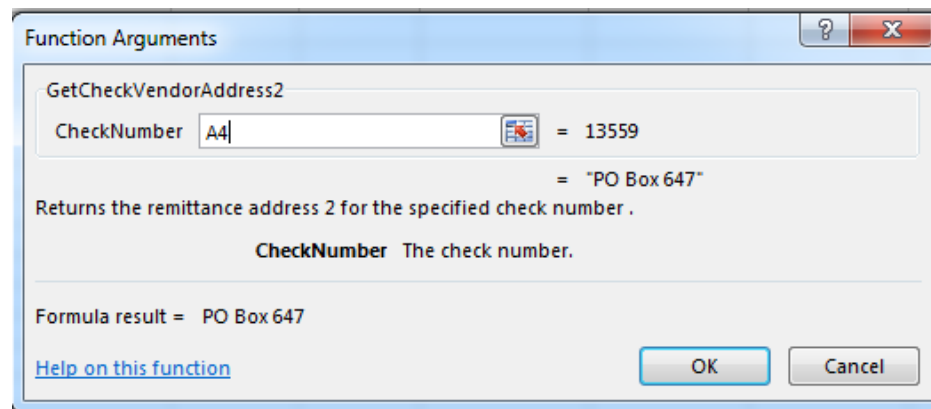 Function Arguments
GetCheckVendorAddress2
CheckNumber A4 = 13559
= "PO Box 647"
Returns the remittance address 2 for the specified check number .
CheckNumber The check number.
Formula result = PO Box 647
Help on this function OK Cancel